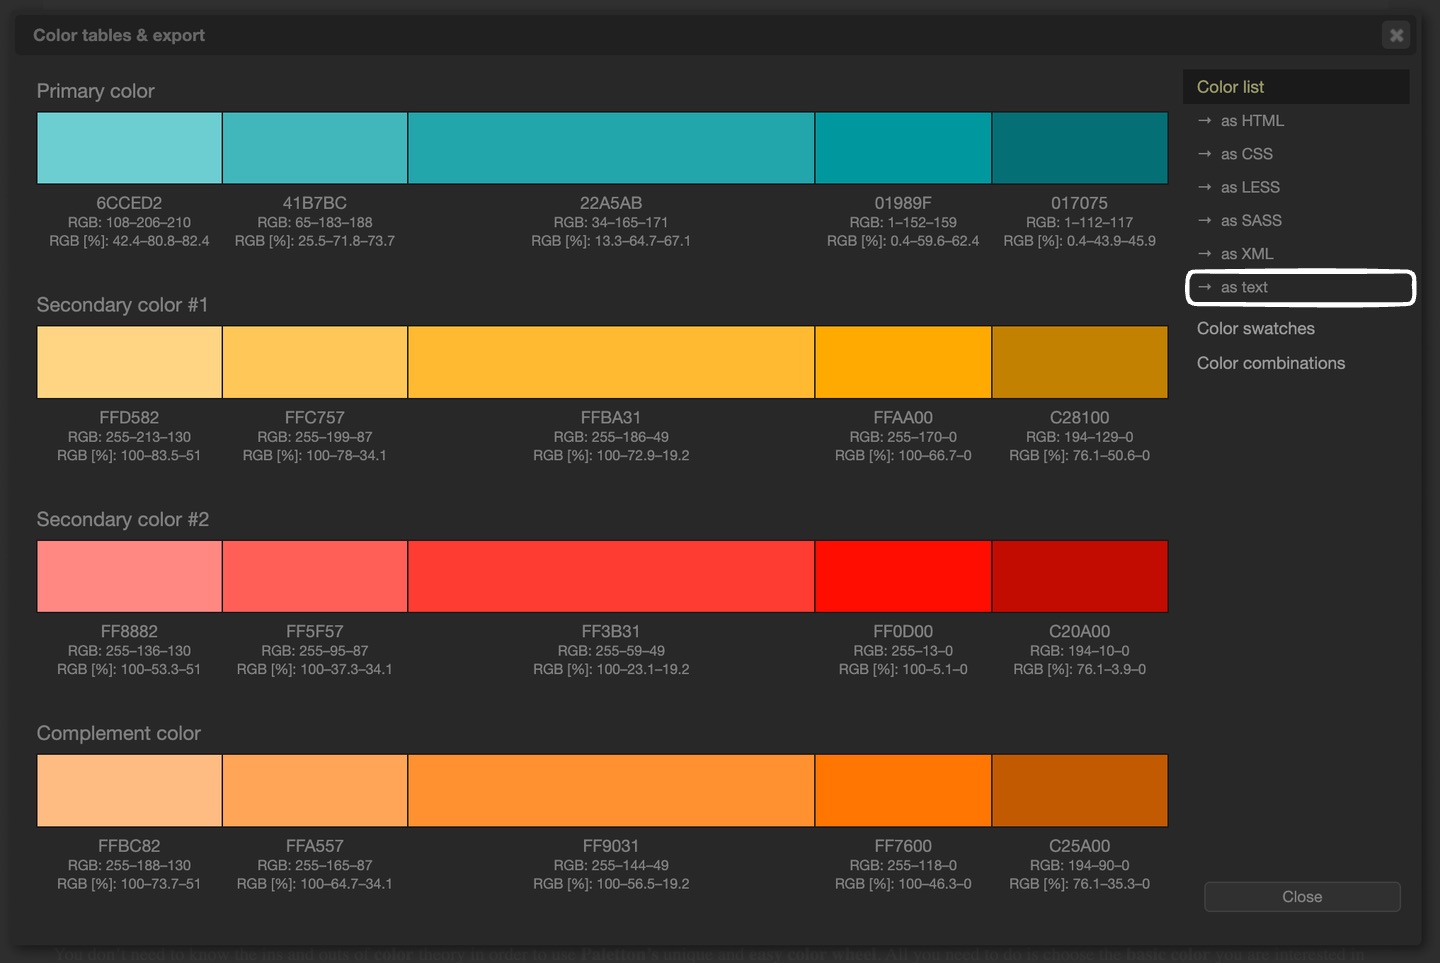 Color tables & export
Primary color
6CCED2 41B7BC 22A5AB 01989F 017075
RGB: 108–206–210 RGB: 65–183–188 RGB: 34–165–171 RGB: 1–152–159 RGB: 1–112–117
RGB [%]: 42.4–80.8–82.4 RGB [%]: 25.5–71.8–73.7 RGB [%]: 13.3–64.7–67.1 RGB [%]: 0.4–59.6–62.4 RGB [%]: 0.4–43.9–45.9
Secondary color #1
FFD582 FFC757 FFBA31 FFAA00 C28100
RGB: 255–213–130 RGB: 255–199–87 RGB: 255–186–49 RGB: 255–170–0 RGB: 194–129–0
RGB [%]: 100–83.5–51 RGB [%]: 100–78–34.1 RGB [%]: 100–72.9–19.2 RGB [%]: 100–66.7–0 RGB [%]: 76.1–50.6–0
Secondary color #2
FF8882 FF5F57 FF3B31 FF0D00 C20A00
RGB: 255–136–130 RGB: 255–95–87 RGB: 255–59–49 RGB: 255–13–0 RGB: 194–10–0
RGB [%]: 100–53.3–51 RGB [%]: 100–37.3–34.1 RGB [%]: 100–23.1–19.2 RGB [%]: 100–5.1–0 RGB [%]: 76.1–3.9–0
Complement color
FFBC82 FFA557 FF9031 FF7600 C25A00
RGB: 255–188–130 RGB: 255–165–87 RGB: 255–144–49 RGB: 255–118–0 RGB: 194–90–0
RGB [%]: 100–73.7–51 RGB [%]: 100–64.7–34.1 RGB [%]: 100–56.5–19.2 RGB [%]: 100–46.3–0 RGB [%]: 76.1–35.3–0
Color list
→ as HTML
→ as CSS
→ as LESS
→ as SASS
→ as XML
→ as text
Color swatches
Color combinations
Close
You don't need to know the ins and outs of color theory in order to use Paletton's unique and easy color wheel. All you need to do is choose the basic color you are interested in